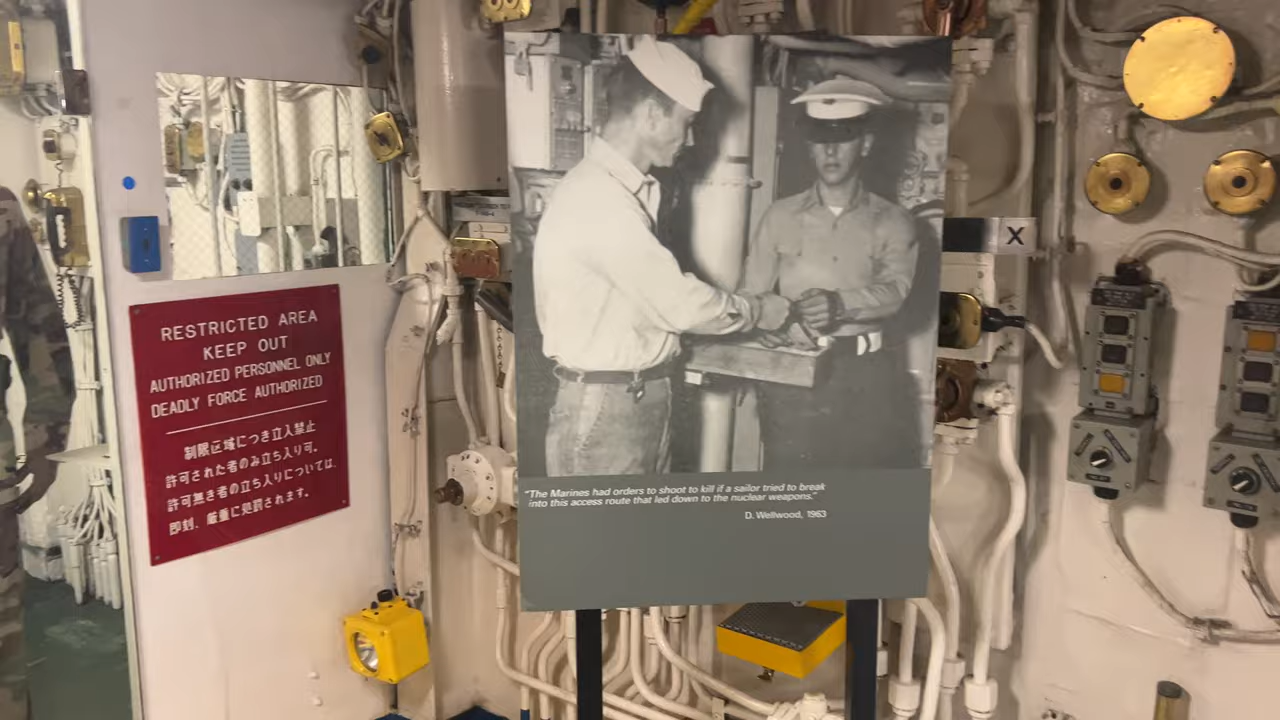 RESTRICTED AREA
KEEP OUT
AUTHORIZED PERSONNEL ONLY
DEADLY FORCE AUTHORIZED
制限区域につき立入禁止
許可された者のみ立ち入り可。
許可無き者の立ち入りについては、
即刻、厳重に処罰されます。
"The Marines had orders to shoot to kill if a sailor tried to break
into this access route that led down to the nuclear weapons."
D. Wellwood, 1963
X